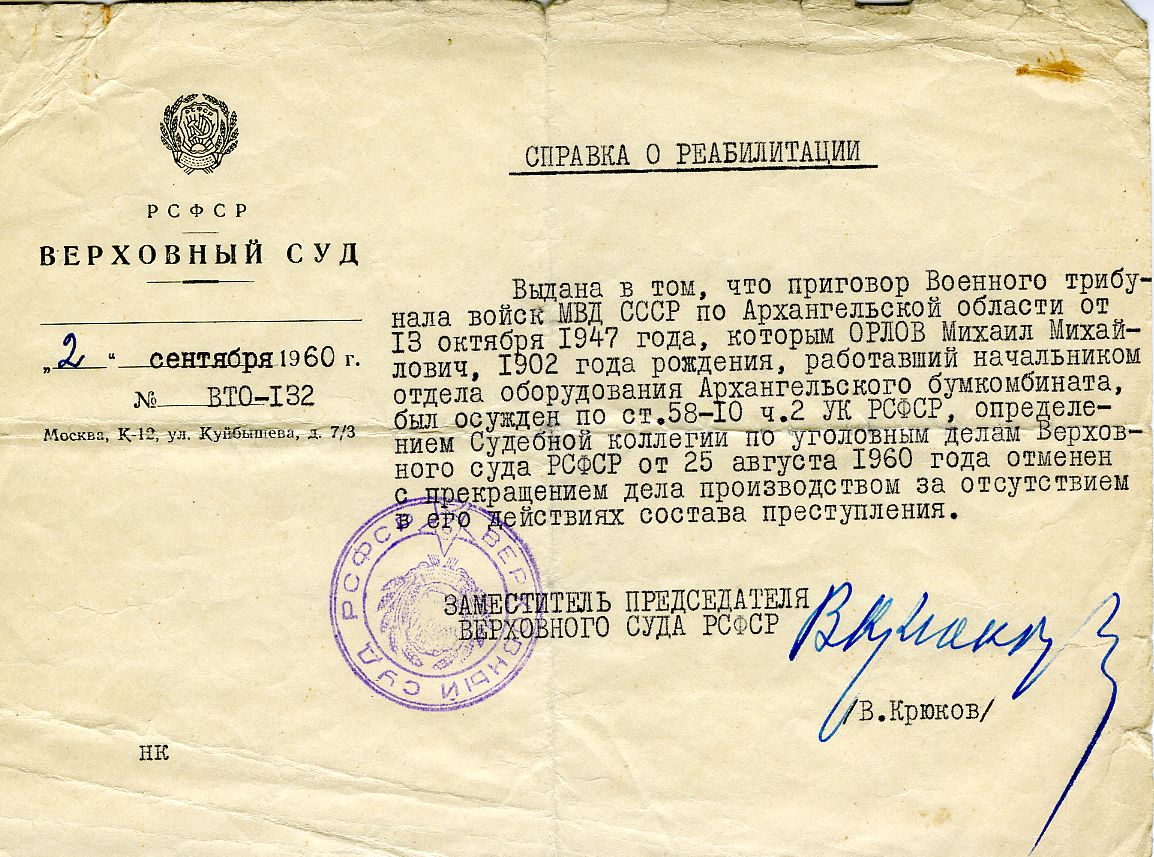 РСФСР
РСФСР
ВЕРХОВНЫЙ СУД
„2“ сентября 1960 г.
№ ВТО-132
Москва, К-12, ул. Куйбышева, д. 7/3
СПРАВКА О РЕАБИЛИТАЦИИ
Выдана в том, что приговор Военного трибу-
нала войск МВД СССР по Архангельской области от
13 октября 1947 года, которым ОРЛОВ Михаил Михай-
лович, 1902 года рождения, работавший начальником
отдела оборудования Архангельского бумкомбината,
был осужден по ст.58-10 ч.2 УК РСФСР, определе-
нием Судебной коллегии по уголовным делам Верхов-
ного суда РСФСР от 25 августа 1960 года отменен
с прекращением дела производством за отсутствием
в его действиях состава преступления.
ВЕРХОВНЫЙ СУД РСФСР
ЗАМЕСТИТЕЛЬ ПРЕДСЕДАТЕЛЯ
ВЕРХОВНОГО СУДА РСФСР
/В.Крюков/
НК